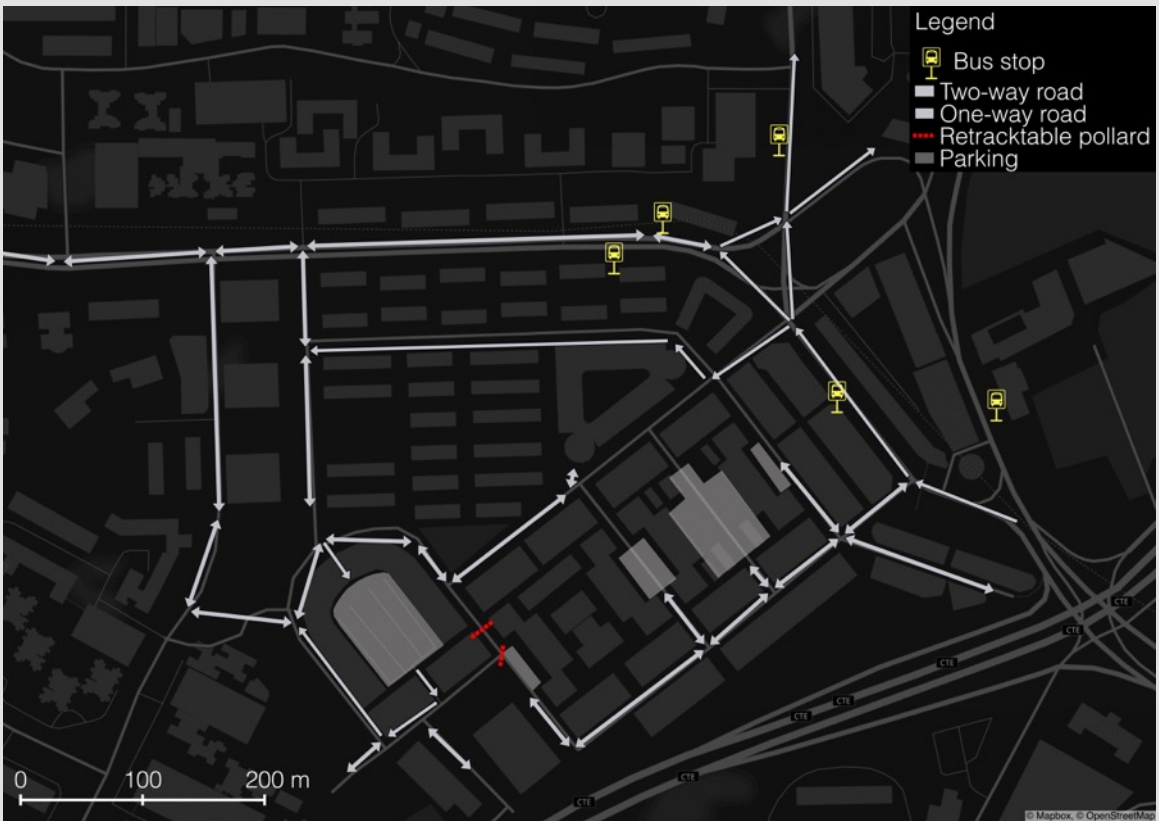 Legend
Bus stop
Two-way road
One-way road
Retracktable pollard
Parking
CTE
CTE
CTE
CTE
CTE
CTE
CTE
0 100 200 m
© Mapbox, © OpenStreetMap